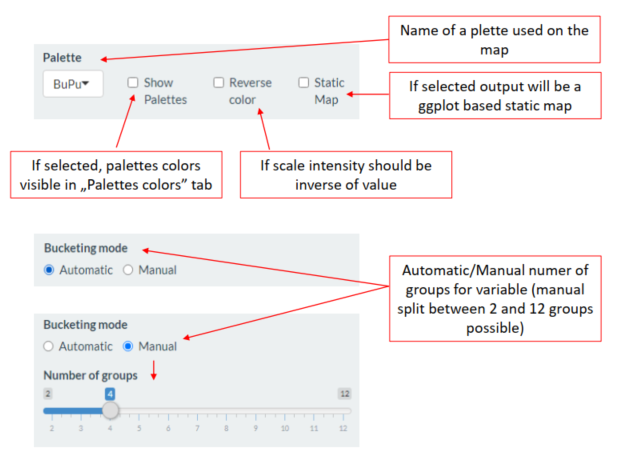 Name of a plette used on the
map
Palette
BuPu
Show
Palettes
Reverse
color
Static
Map
If selected output will be a
ggplot based static map
If selected, palettes colors
visible in „Palettes colors” tab
If scale intensity should be
inverse of value
Bucketing mode
Automatic Manual
Automatic/Manual numer of
groups for variable (manual
split between 2 and 12 groups
possible)
Bucketing mode
Automatic Manual
Number of groups
2 4 12
2 3 4 5 6 7 8 9 10 11 12